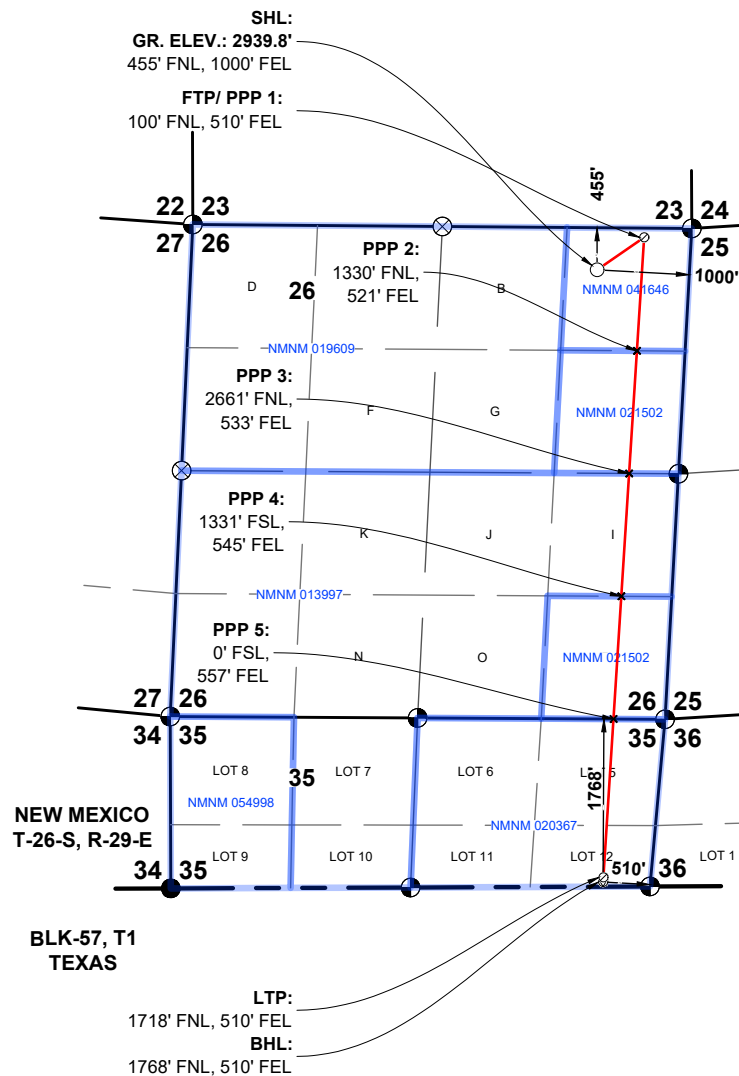 SHL:
GR. ELEV.: 2939.8'
455' FNL, 1000' FEL
FTP/ PPP 1:
100' FNL, 510' FEL
455'
22 23
23 24
27 26
25
PPP 2:
1330' FNL,
521' FEL
1000'
D
26
B
NMNM 041646
NMNM 019609
PPP 3:
2661' FNL,
533' FEL
F
G
NMNM 021502
PPP 4:
1331' FSL,
545' FEL
K
J
I
NMNM 013997
PPP 5:
0' FSL,
557' FEL
N
O
NMNM 021502
27 26
26 25
34 35
35 36
LOT 8
35
LOT 7
LOT 6
LOT 5
1768'
NEW MEXICO
T-26-S, R-29-E
NMNM 054998
NMNM 020367
LOT 9
LOT 10
LOT 11
LOT 12
LOT 1
34 35
510'
36
BLK-57, T1
TEXAS
LTP:
1718' FNL, 510' FEL
BHL:
1768' FNL, 510' FEL